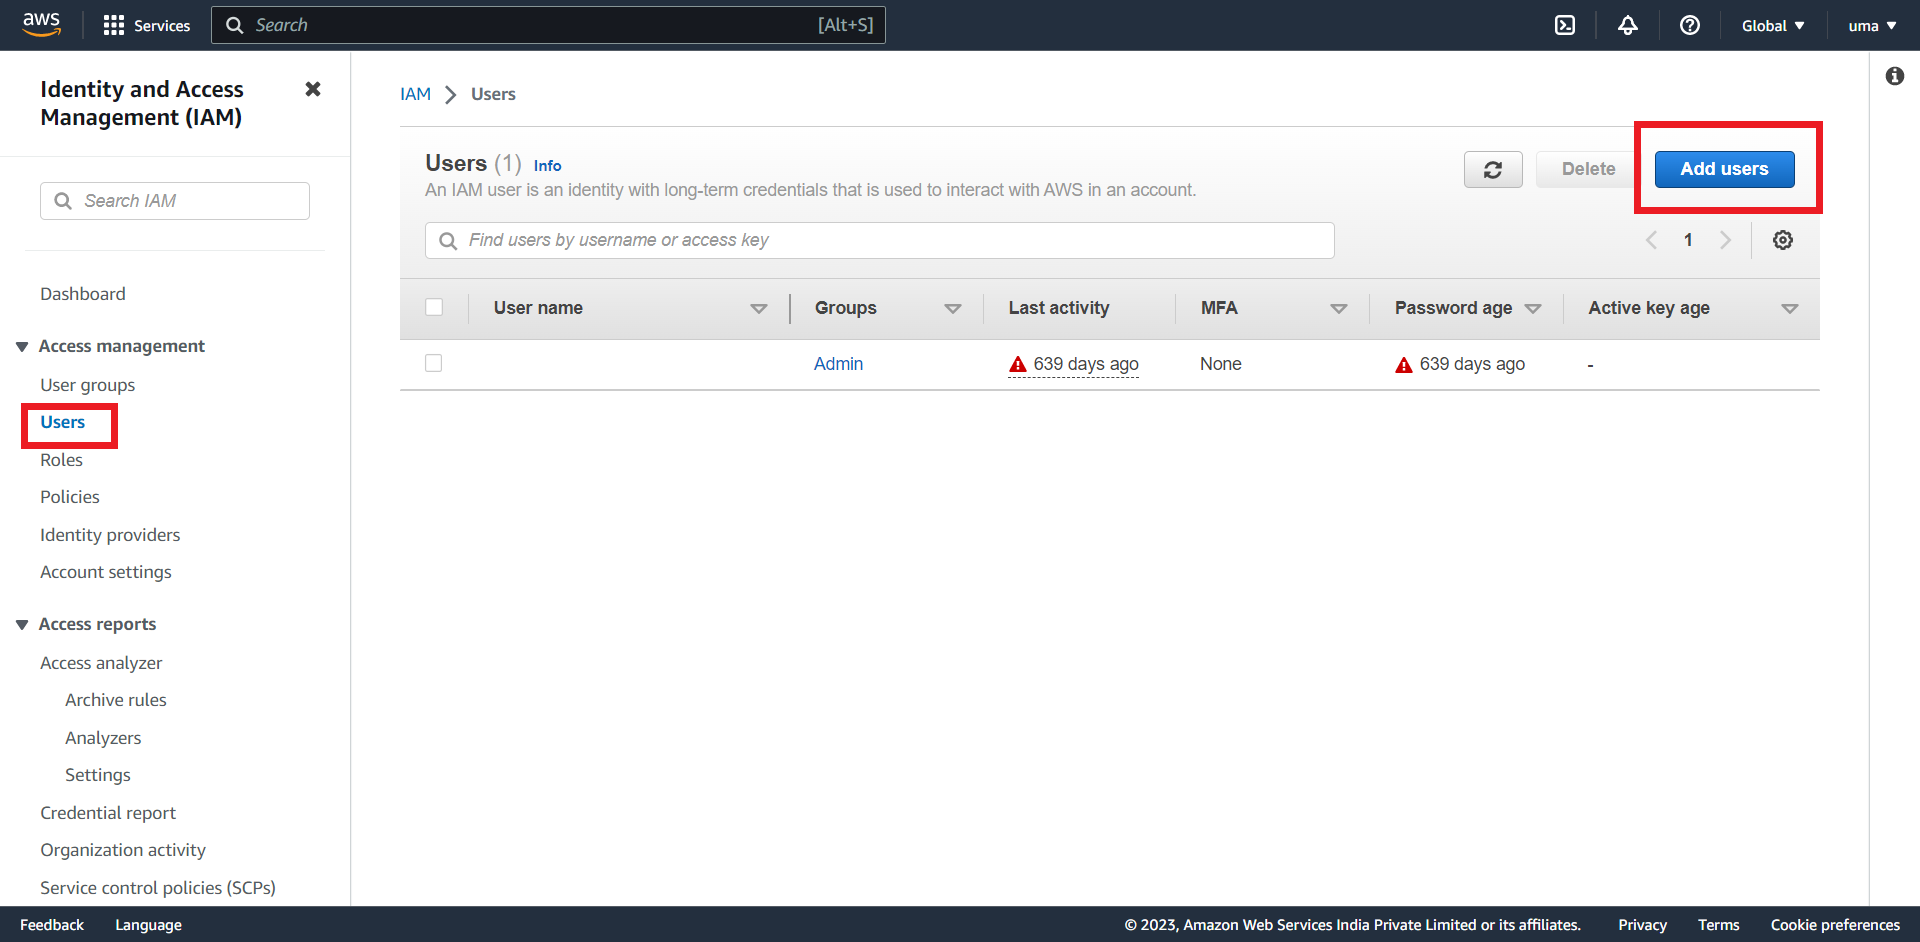 aws
Services
Search [Alt+S]
Global
uma
Identity and Access
Management (IAM)
Search IAM
Dashboard
Access management
User groups
Users
Roles
Policies
Identity providers
Account settings
Access reports
Access analyzer
Archive rules
Analyzers
Settings
Credential report
Organization activity
Service control policies (SCPs)
IAM > Users
Users (1) Info
An IAM user is an identity with long-term credentials that is used to interact with AWS in an account.
Delete
Add users
Find users by username or access key
1
User name Groups Last activity MFA Password age Active key age
Admin 639 days ago None 639 days ago -
Feedback Language © 2023, Amazon Web Services India Private Limited or its affiliates. Privacy Terms Cookie preferences